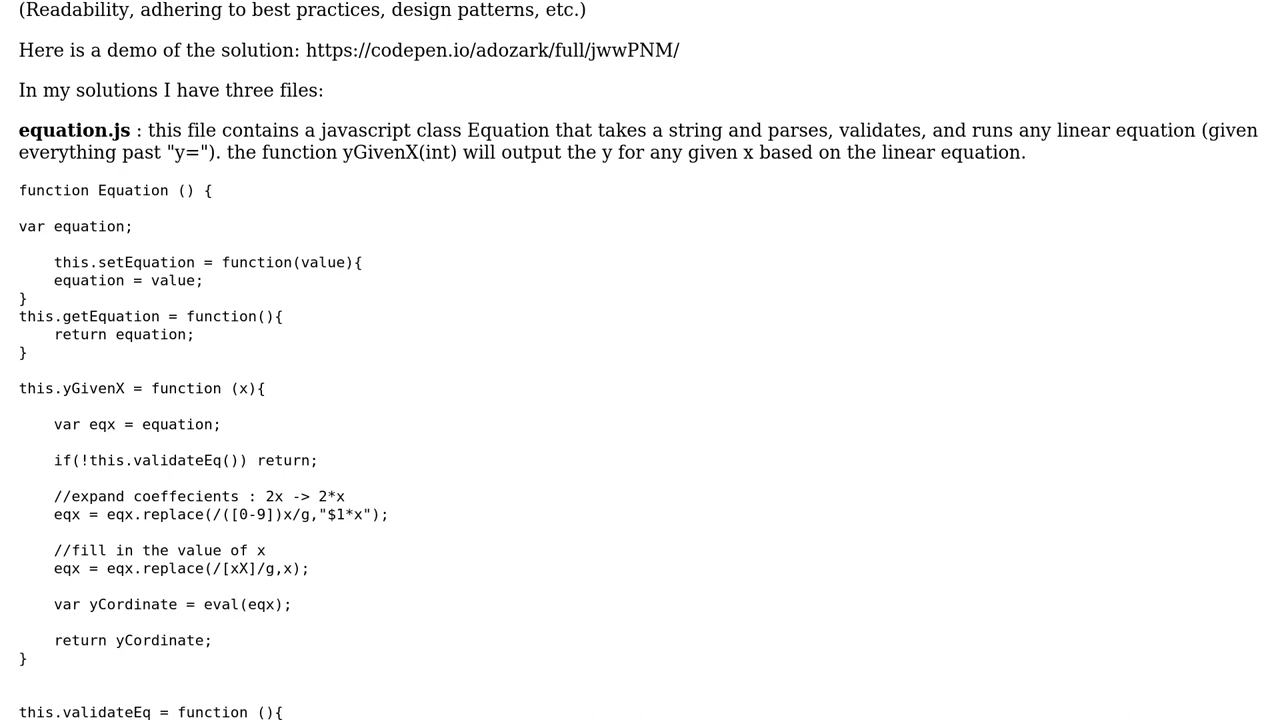 (Readability, adhering to best practices, design patterns, etc.)
Here is a demo of the solution: https://codepen.io/adozark/full/jwwPNM/
In my solutions I have three files:
equation.js : this file contains a javascript class Equation that takes a string and parses, validates, and runs any linear equation (given
everything past "y="). the function yGivenX(int) will output the y for any given x based on the linear equation.
function Equation () {
var equation;
    this.setEquation = function(value){
    equation = value;
}
this.getEquation = function(){
    return equation;
}
this.yGivenX = function (x){
    var eqx = equation;
    if(!this.validateEq()) return;
    //expand coeffecients : 2x -> 2*x
    eqx = eqx.replace(/([0-9])x/g,"$1*x");
    //fill in the value of x
    eqx = eqx.replace(/[xX]/g,x);
    var yCordinate = eval(eqx);
    return yCordinate;
}
this.validateEq = function (){